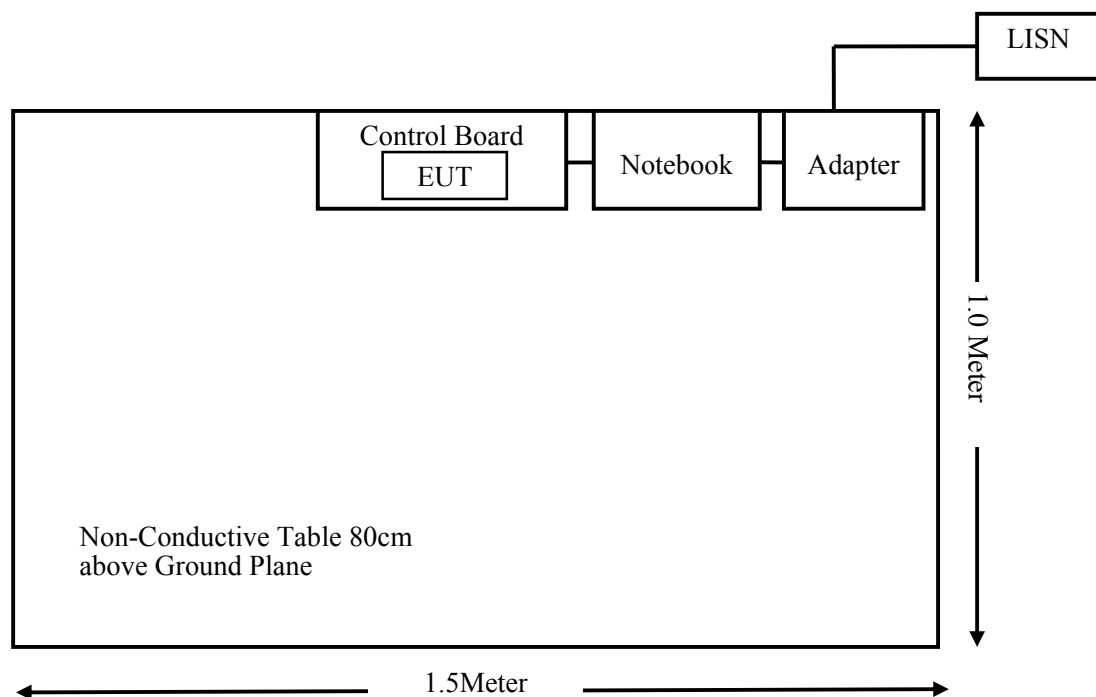 LISN
Control Board
EUT
Notebook
Adapter
1.0 Meter
Non-Conductive Table 80cm
above Ground Plane
1.5Meter